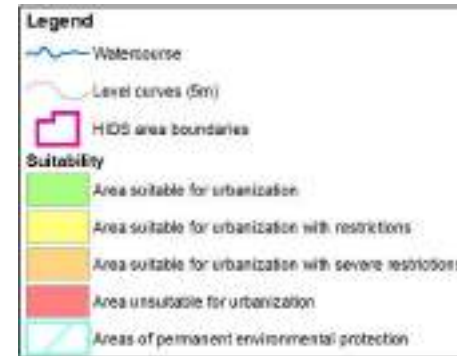 Legend
Watercourse
Level curves (5m)
HIDS area boundaries
Suitability
Area suitable for urbanization
Area suitable for urbanization with restrictions
Area suitable for urbanization with severe restrictions
Area unsuitable for urbanization
Areas of permanent environmental protection